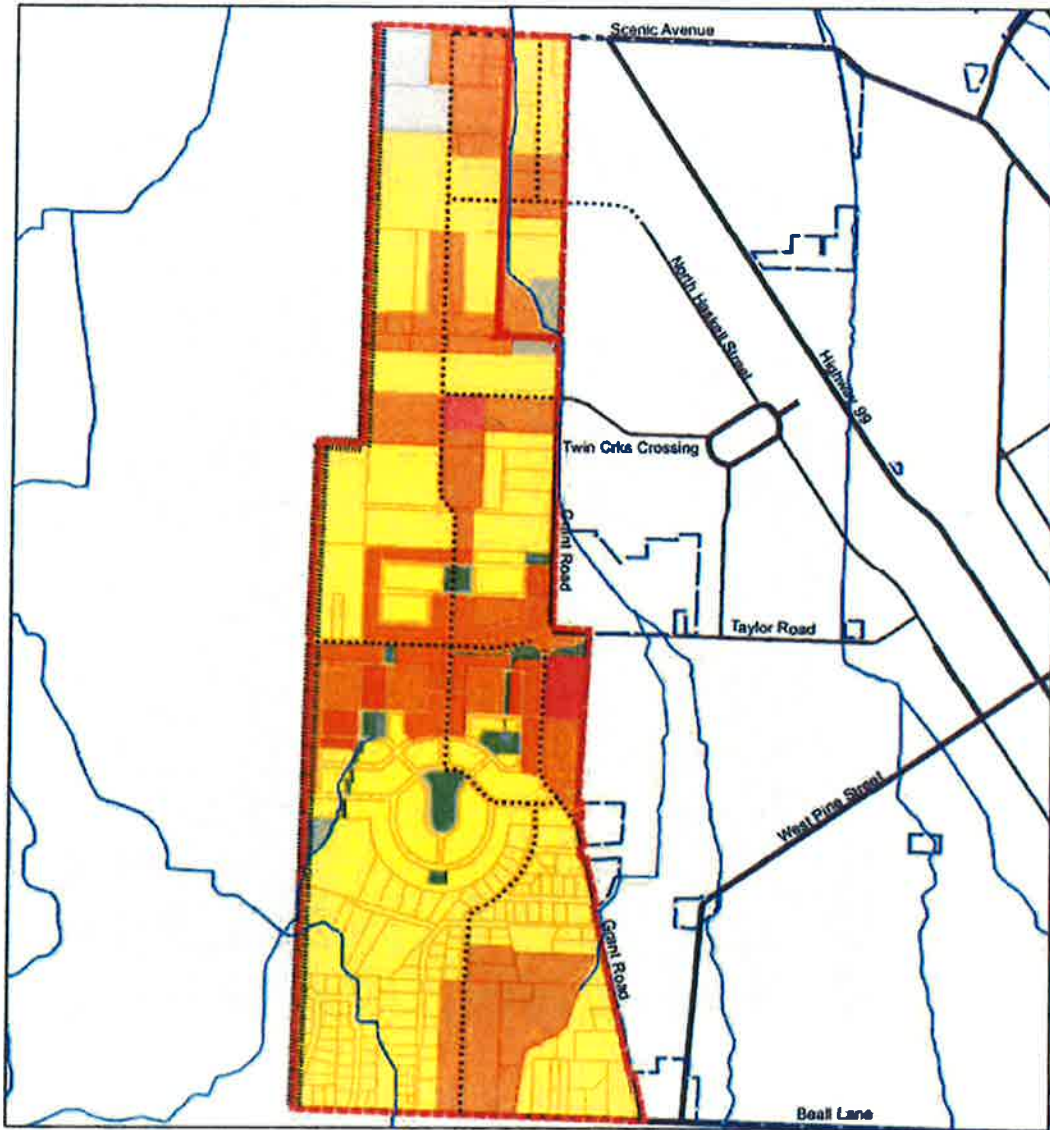 Scenic Avenue
North Haskell Street
Highway 99
Twin Crks Crossing
Grant Road
Taylor Road
West Pine Street
Grant Road
Beall Lane